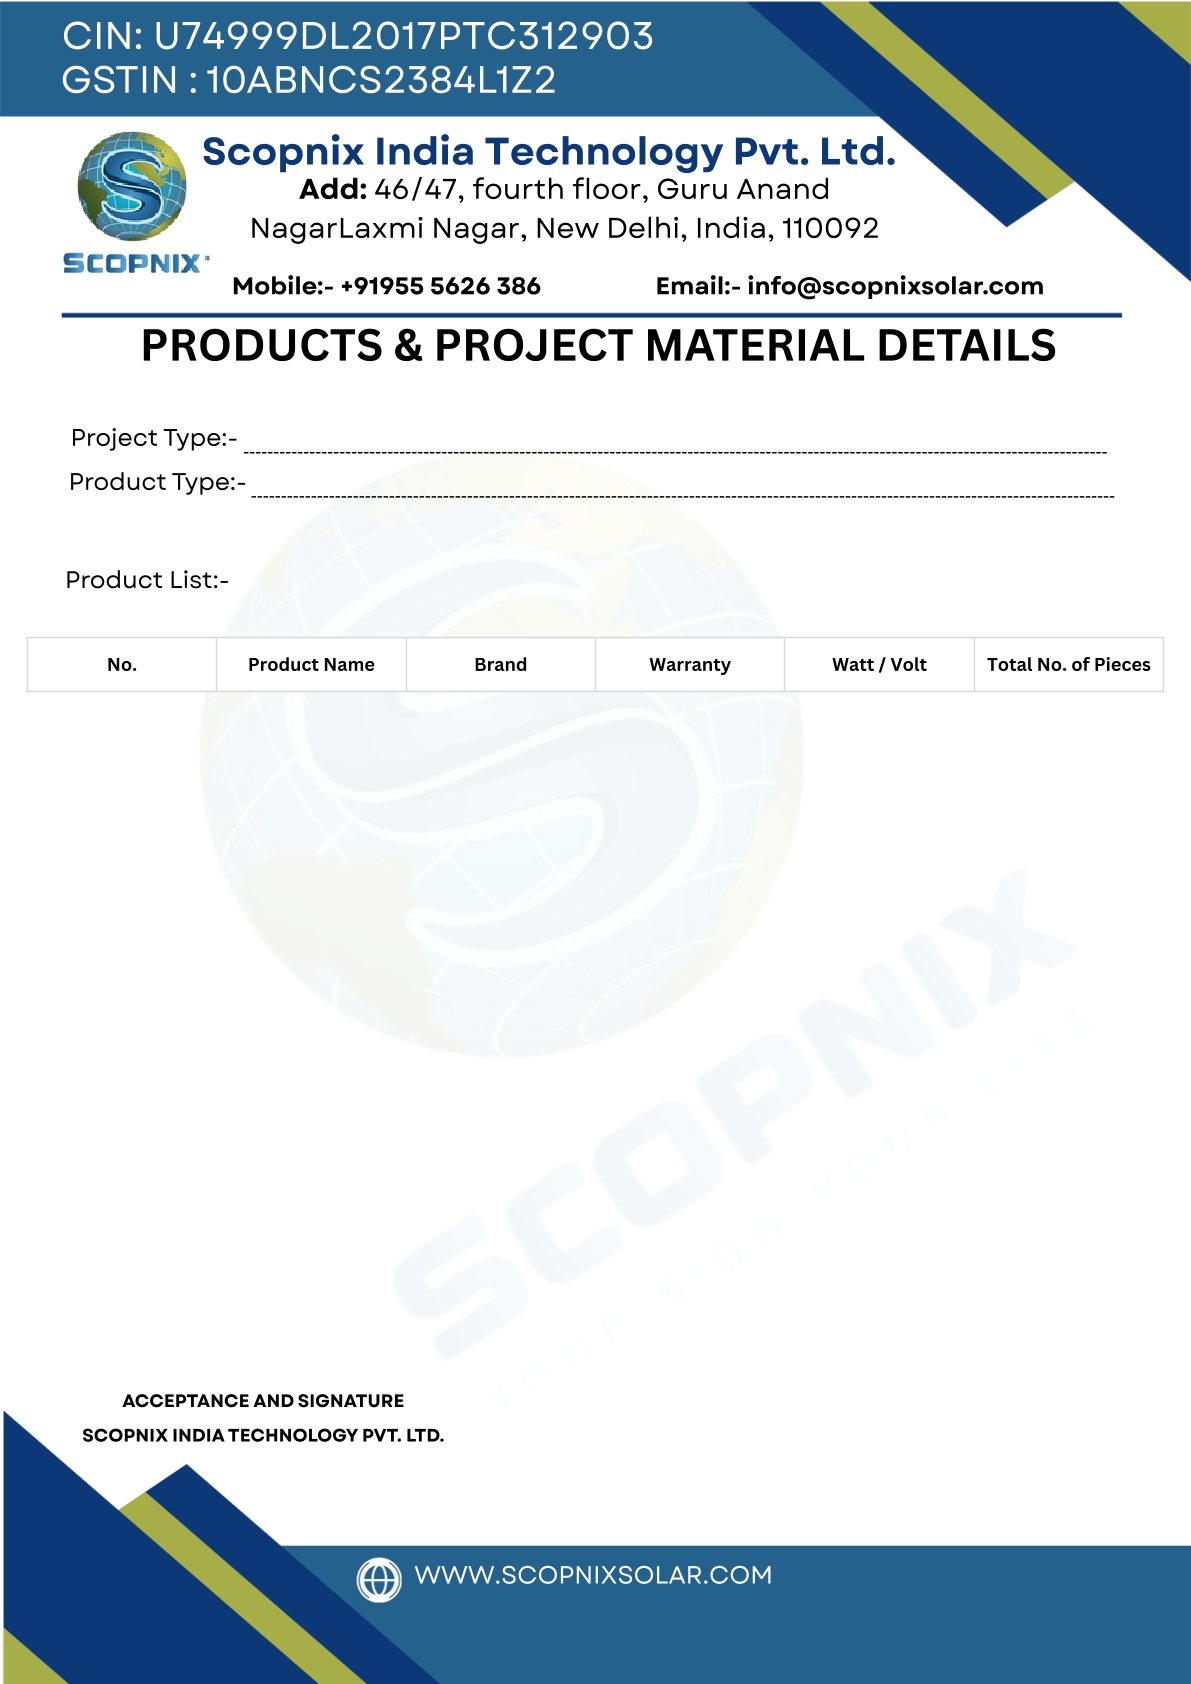 CIN: U74999DL2017PTC312903
GSTIN : 10ABNCS2384L1Z2
Scopnix India Technology Pvt. Ltd.
Add: 46/47, fourth floor, Guru Anand
NagarLaxmi Nagar, New Delhi, India, 110092
SCOPNIX
Mobile:- +91955 5626 386 Email:- info@scopnixsolar.com
PRODUCTS & PROJECT MATERIAL DETAILS
Project Type:-
Product Type:-
Product List:-
No. Product Name Brand Warranty Watt / Volt Total No. of Pieces
SCOPNIX
ACCEPTANCE AND SIGNATURE
SCOPNIX INDIA TECHNOLOGY PVT. LTD.
WWW.SCOPNIXSOLAR.COM